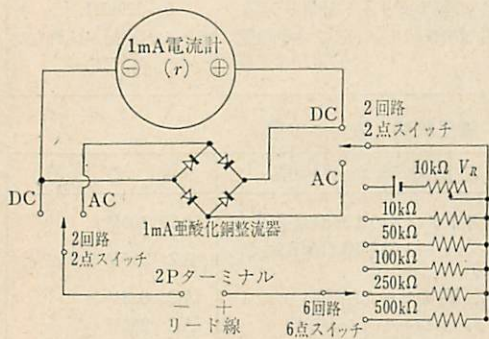 1mA電流計
⊖ (r) ⊕
DC
2回路
2点スイッチ
AC
DC
AC
1mA亜酸化銅整流器
2回路
2点スイッチ
2Pターミナル
− +
リード線
6回路
6点スイッチ
10kΩ VR
10kΩ
50kΩ
100kΩ
250kΩ
500kΩ